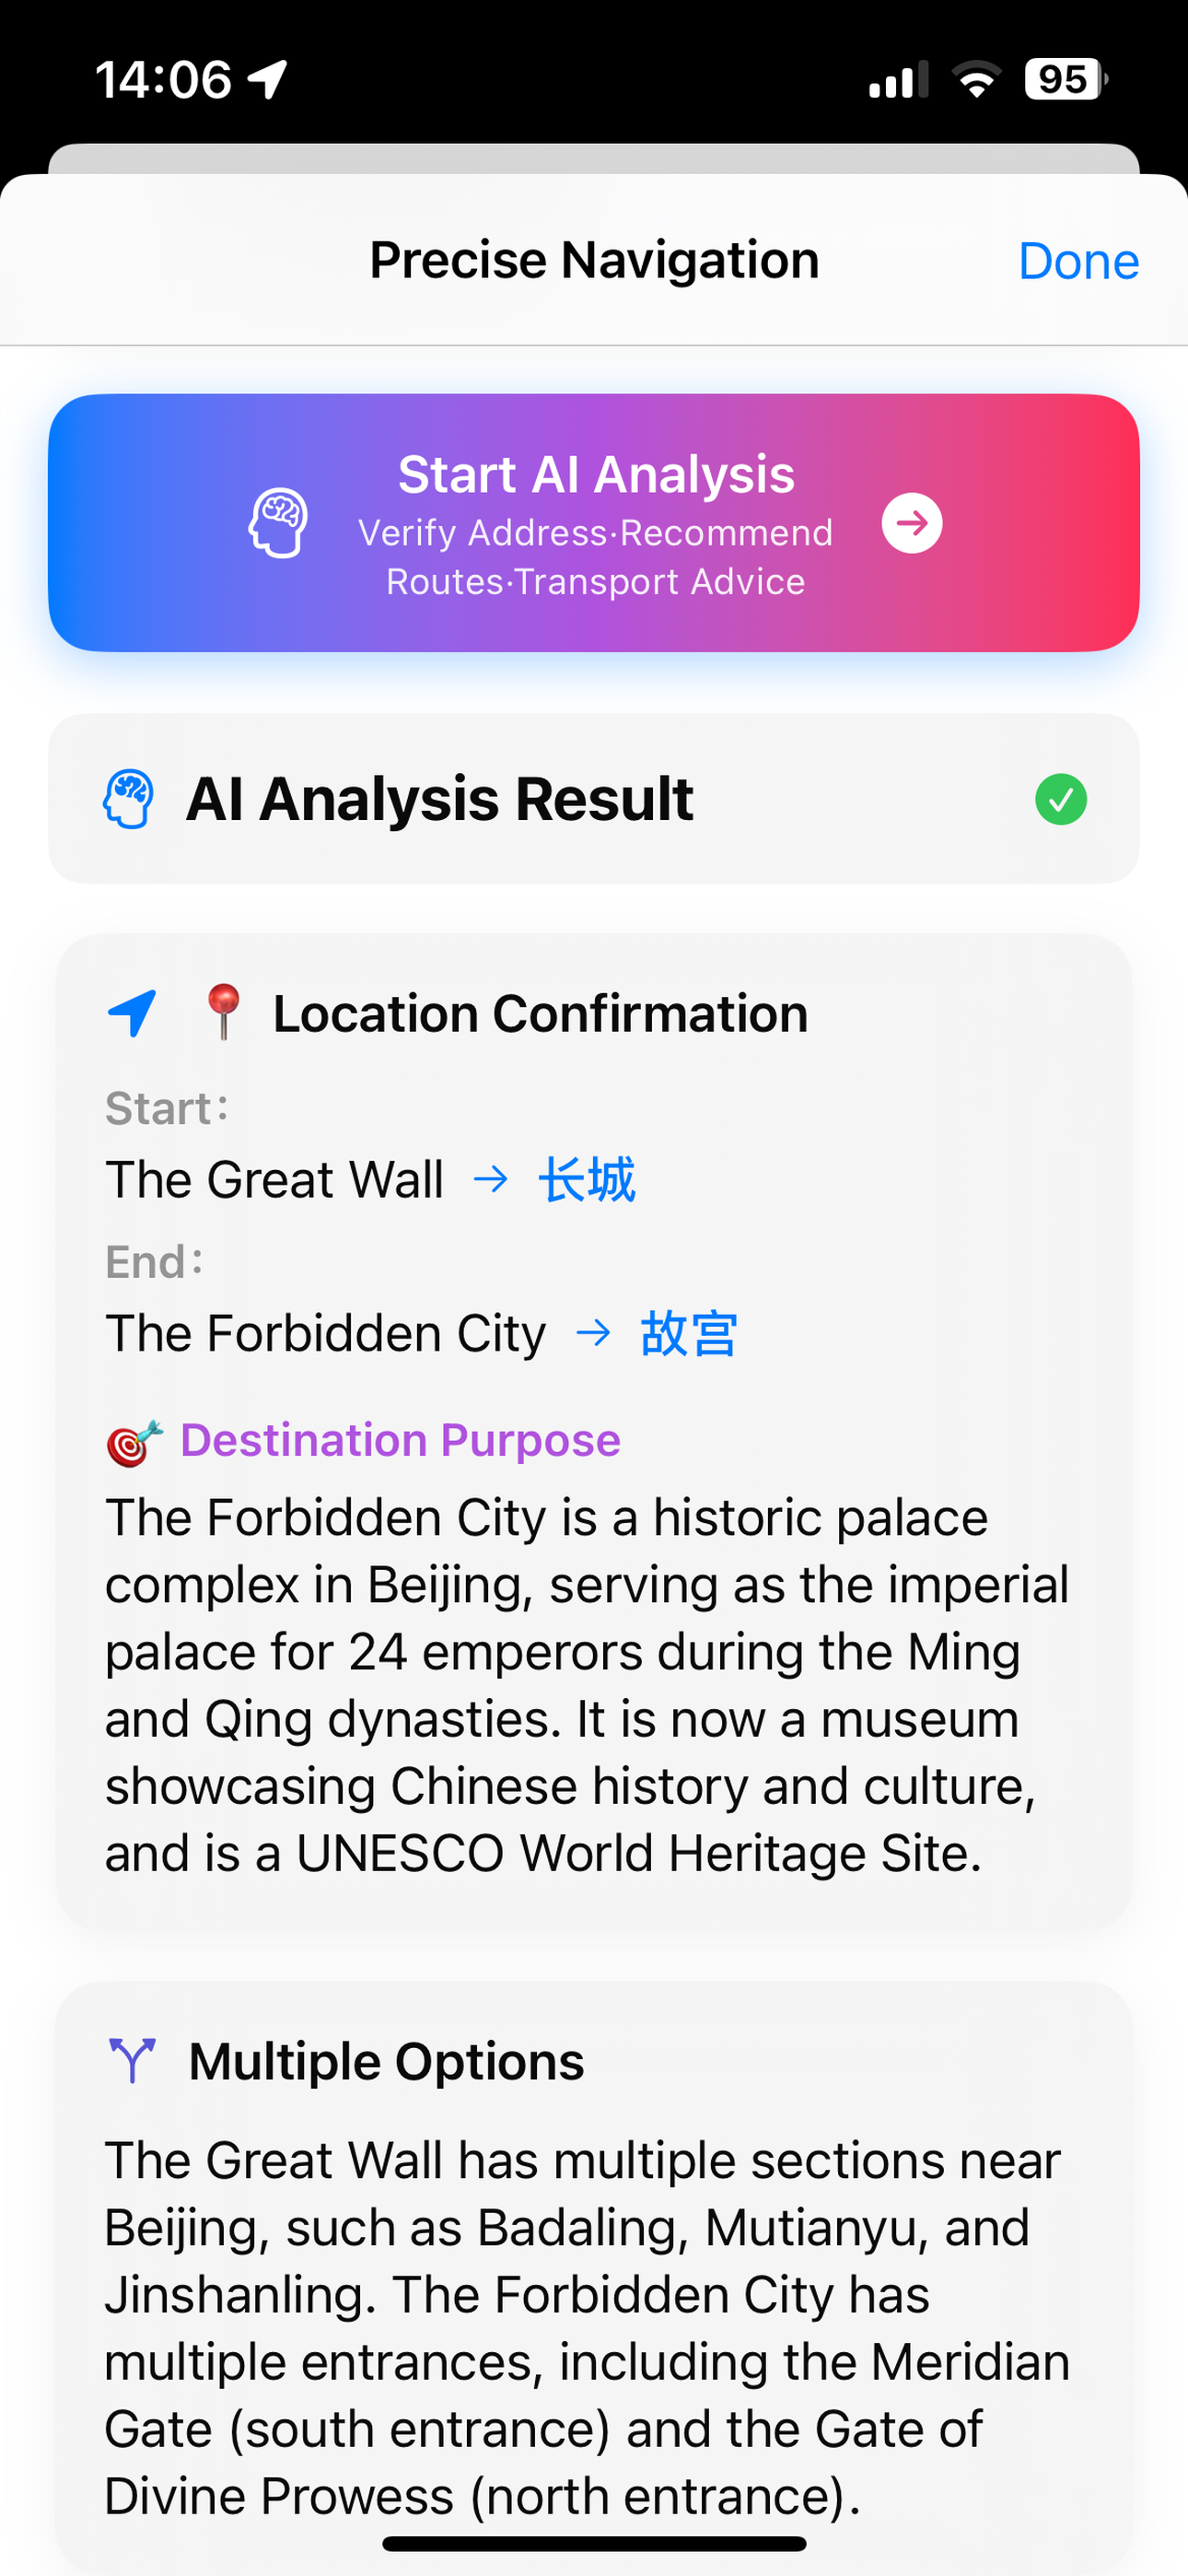 14:06
95
Precise Navigation
Done
Start AI Analysis
Verify Address·Recommend
Routes·Transport Advice
AI Analysis Result
Location Confirmation
Start:
The Great Wall → 长城
End:
The Forbidden City → 故宫
Destination Purpose
The Forbidden City is a historic palace
complex in Beijing, serving as the imperial
palace for 24 emperors during the Ming
and Qing dynasties. It is now a museum
showcasing Chinese history and culture,
and is a UNESCO World Heritage Site.
Multiple Options
The Great Wall has multiple sections near
Beijing, such as Badaling, Mutianyu, and
Jinshanling. The Forbidden City has
multiple entrances, including the Meridian
Gate (south entrance) and the Gate of
Divine Prowess (north entrance).